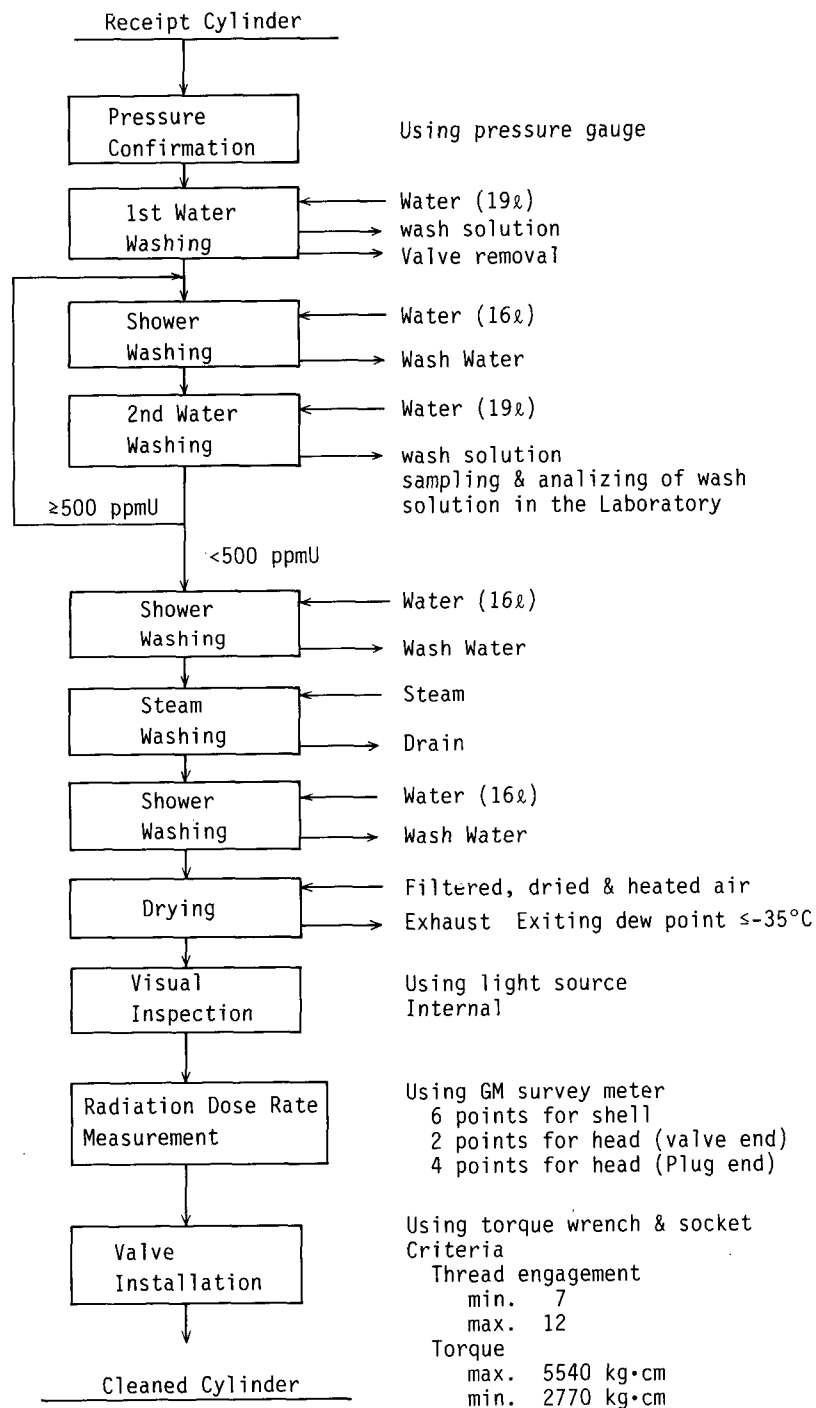 Receipt Cylinder
Pressure
Confirmation
Using pressure gauge
1st Water
Washing
Water (19ℓ)
wash solution
Valve removal
Shower
Washing
Water (16ℓ)
Wash Water
2nd Water
Washing
Water (19ℓ)
wash solution
sampling & analizing of wash
solution in the Laboratory
≥500 ppmU
<500 ppmU
Shower
Washing
Water (16ℓ)
Wash Water
Steam
Washing
Steam
Drain
Shower
Washing
Water (16ℓ)
Wash Water
Drying
Filtered, dried & heated air
Exhaust Exiting dew point ≤-35°C
Visual
Inspection
Using light source
Internal
Radiation Dose Rate
Measurement
Using GM survey meter
6 points for shell
2 points for head (valve end)
4 points for head (Plug end)
Valve
Installation
Using torque wrench & socket
Criteria
Thread engagement
min. 7
max. 12
Torque
max. 5540 kg·cm
min. 2770 kg·cm
Cleaned Cylinder